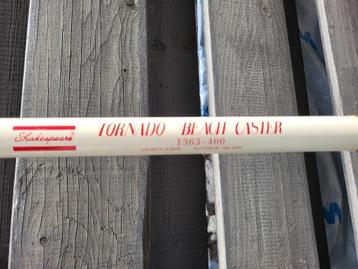 Shakespeare
TORNADO BEACH CASTER
1363-400